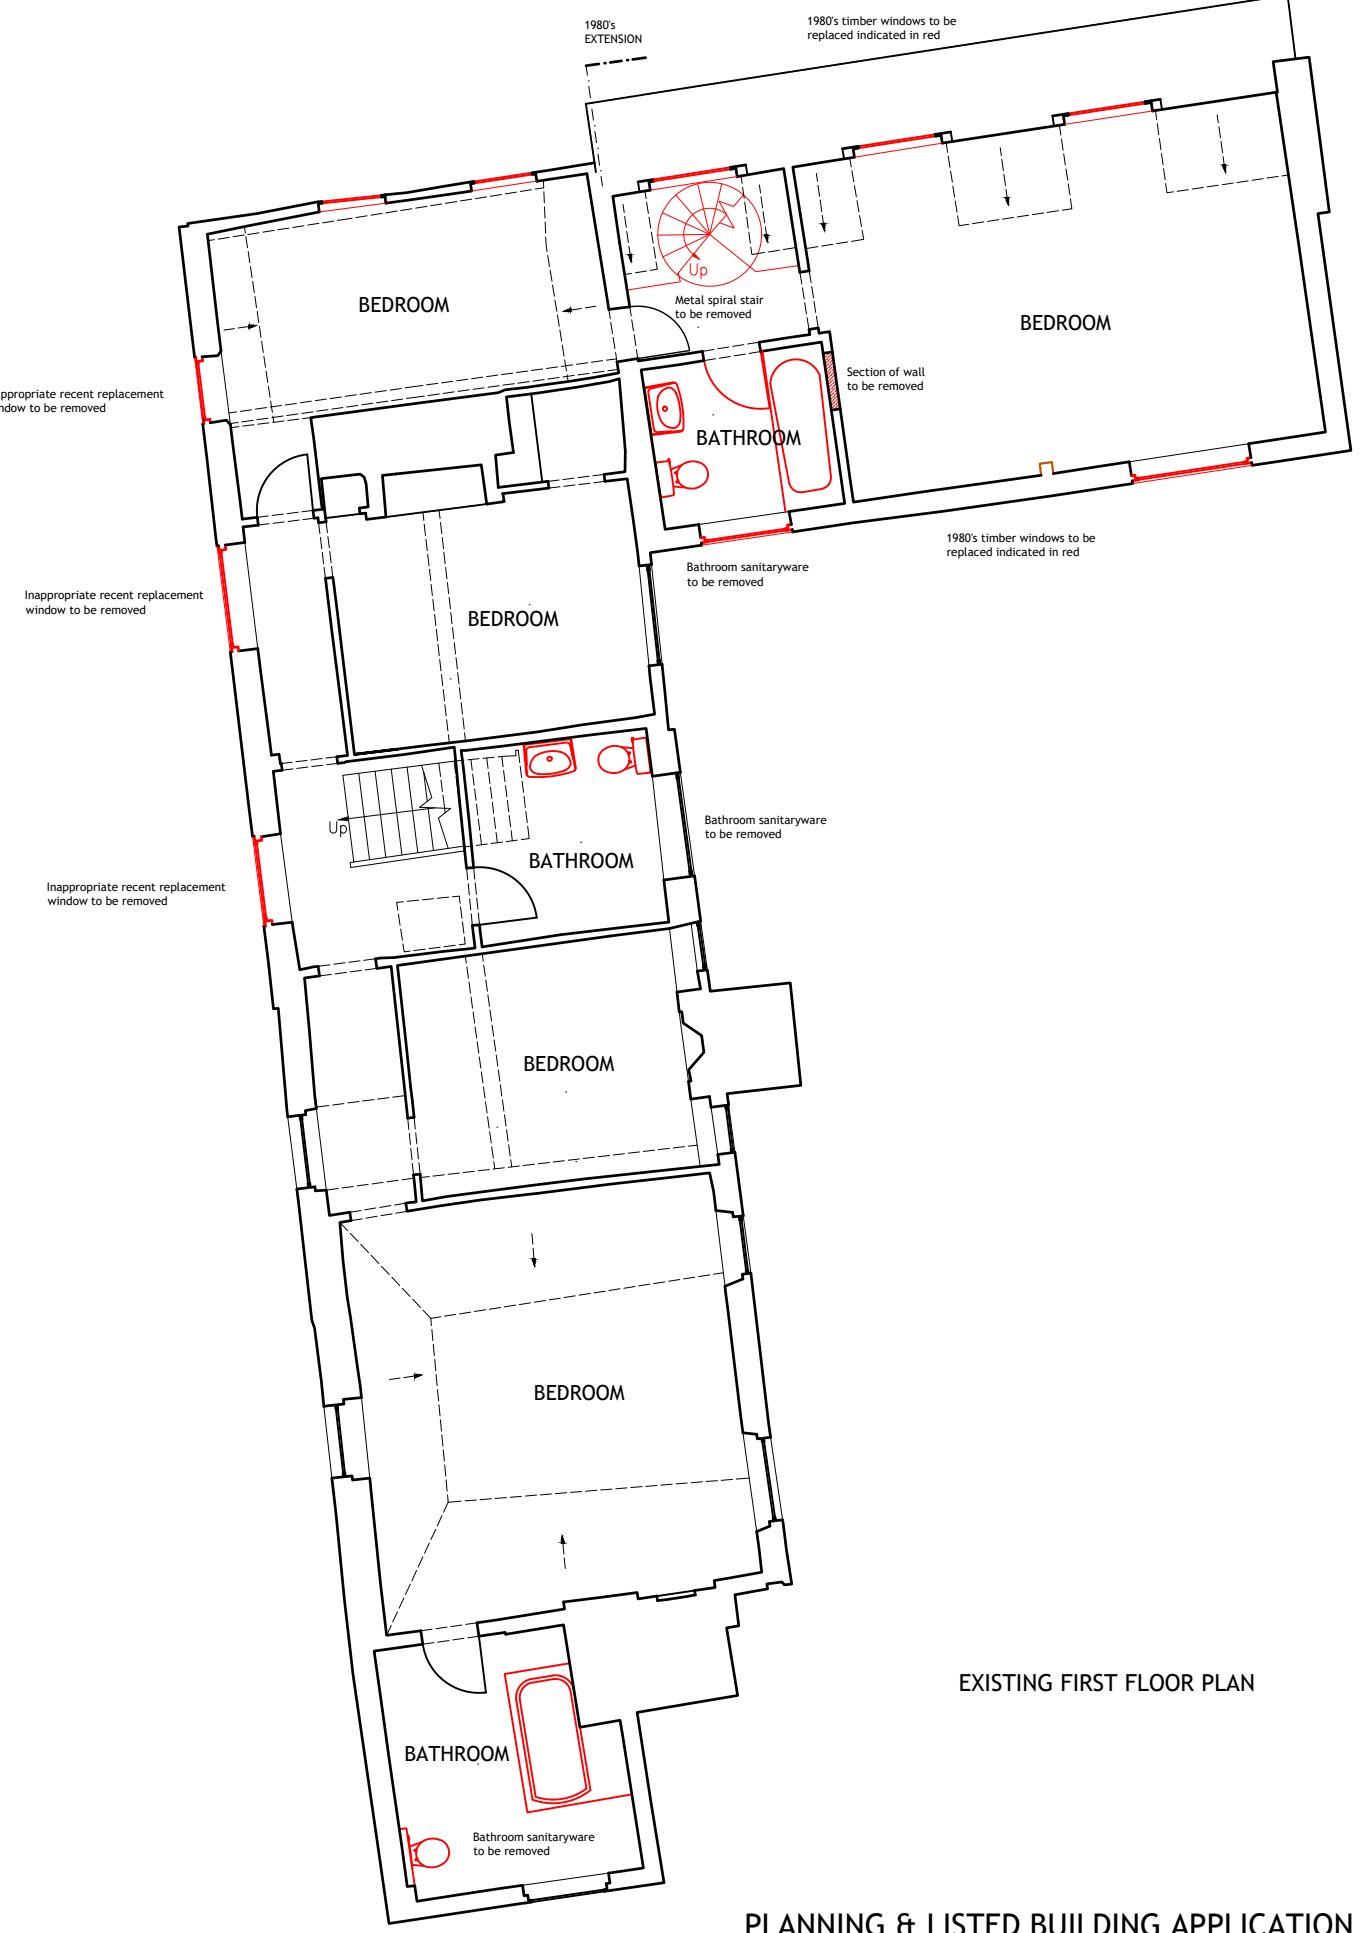 1980's
EXTENSION
1980's timber windows to be
replaced indicated in red
BEDROOM
Up
Metal spiral stair
to be removed
BEDROOM
Section of wall
to be removed
ppropriate recent replacement
ndow to be removed
BATHROOM
1980's timber windows to be
replaced indicated in red
Bathroom sanitaryware
to be removed
Inappropriate recent replacement
window to be removed
BEDROOM
Up
Bathroom sanitaryware
to be removed
BATHROOM
Inappropriate recent replacement
window to be removed
BEDROOM
BEDROOM
EXISTING FIRST FLOOR PLAN
BATHROOM
Bathroom sanitaryware
to be removed
PLANNING & LISTED BUILDING APPLICATION